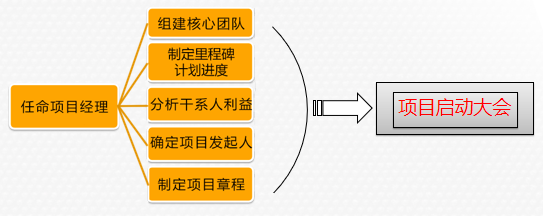 组建核心团队
制定里程碑
计划进度
任命项目经理
分析干系人利益
确定项目发起人
制定项目章程
项目启动大会